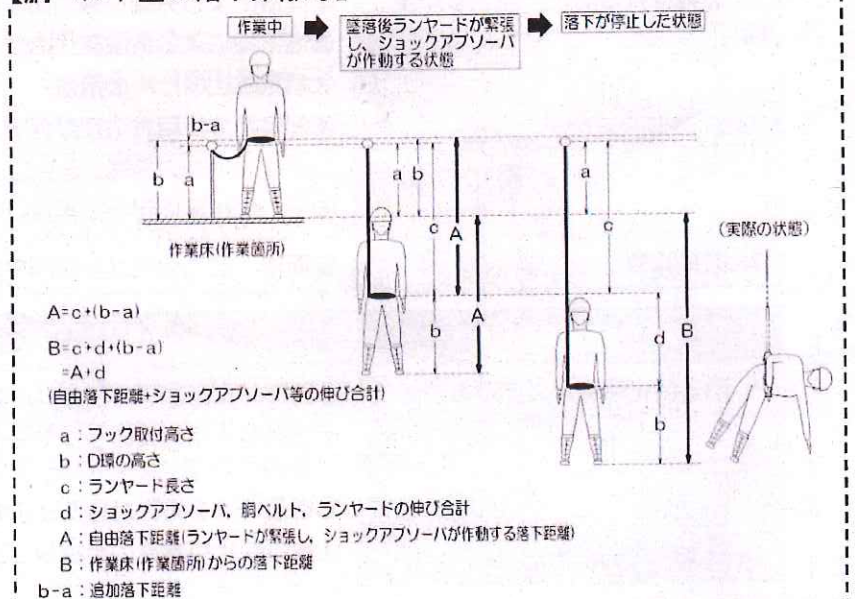 作業中
墜落後ランヤードが緊張
し、ショックアブソーバ
が作動する状態
落下が停止した状態
b-a
b
a
作業床(作業箇所)
a
b
c
A
A
b
a
c
d
B
b
(実際の状態)
A=c+(b-a)
B=c+d+(b-a)
=A+d
(自由落下距離+ショックアブソーバ等の伸び合計)
a：フック取付高さ
b：D環の高さ
c：ランヤード長さ
d：ショックアブソーバ，胴ベルト，ランヤードの伸び合計
A：自由落下距離(ランヤードが緊張し，ショックアブソーバが作動する落下距離)
B：作業床(作業箇所)からの落下距離
b-a：追加落下距離